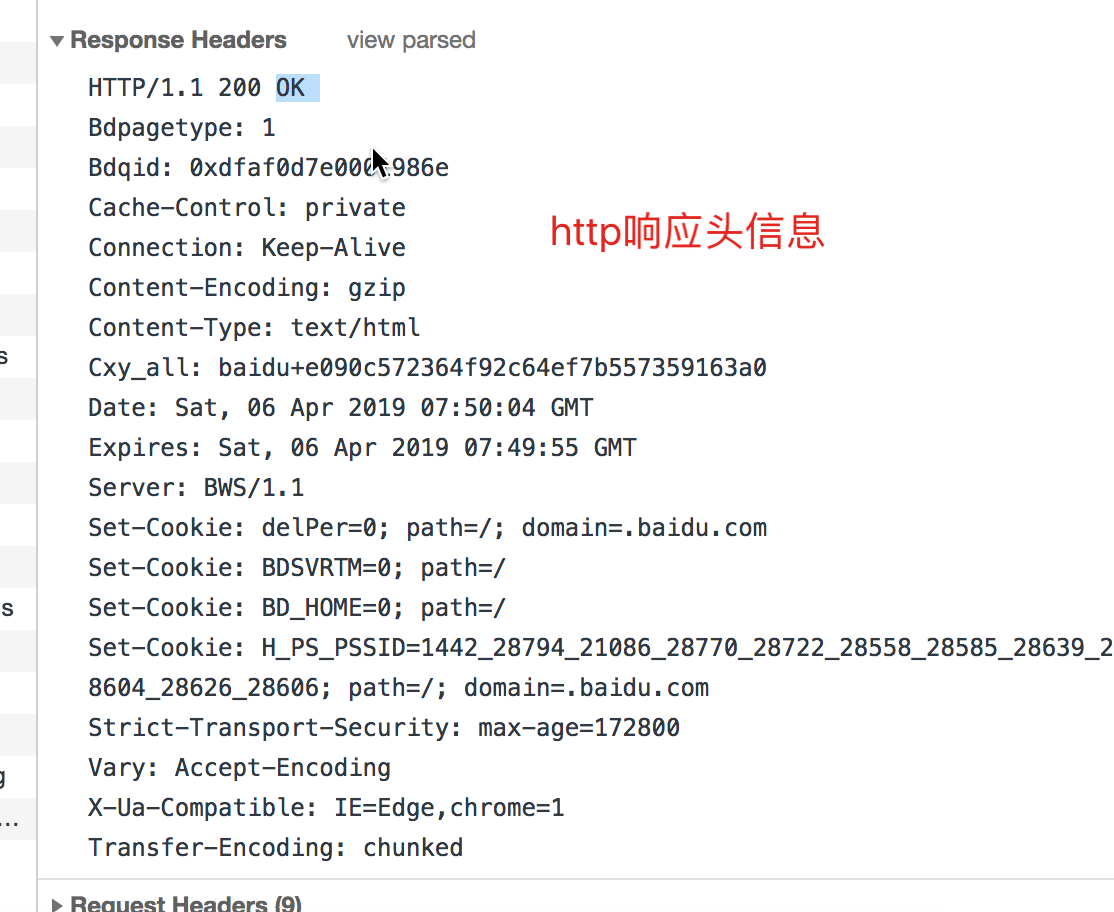 Response Headers view parsed
HTTP/1.1 200 OK
Bdpagetype: 1
Bdqid:
Cache-Control: private
http响应头信息
Connection: Keep-Alive
Content-Encoding: gzip
Content-Type: text/html
s
Cxy_all: baidu+e090c572364f92c64ef7b557359163a0
Date: Sat, 06 Apr 2019 07:50:04 GMT
Expires: Sat, 06 Apr 2019 07:49:55 GMT
Server: BWS/1.1
Set-Cookie: delPer=0; path=/; domain=.baidu.com
Set-Cookie: BDSVRTM=0; path=/
s
Set-Cookie: BD_HOME=0; path=/
Set-Cookie: H_PS_PSSID=1442_28794_21086_28770_28722_28558_28585_28639_2
8604_28626_28606; path=/; domain=.baidu.com
Strict-Transport-Security: max-age=172800
Vary: Accept-Encoding
g
X-Ua-Compatible: IE=Edge,chrome=1
...
Transfer-Encoding: chunked
Request Headers (9)